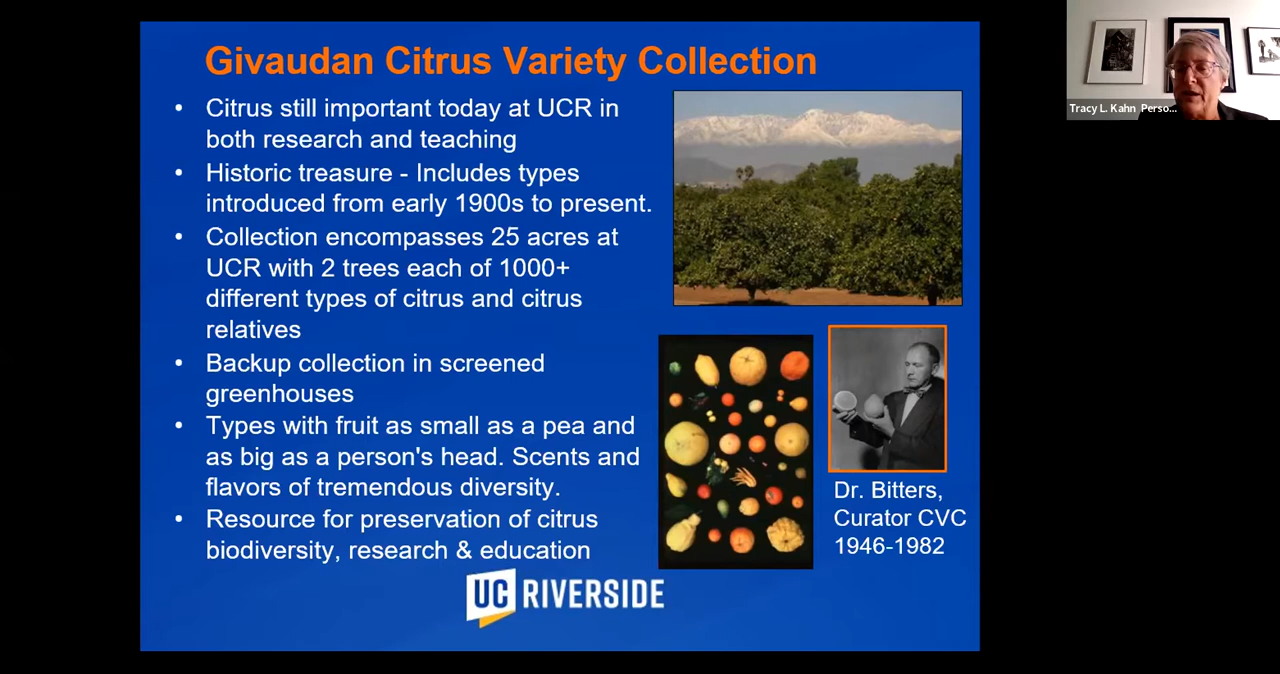 Givaudan Citrus Variety Collection
• Citrus still important today at UCR in
both research and teaching
• Historic treasure - Includes types
introduced from early 1900s to present.
• Collection encompasses 25 acres at
UCR with 2 trees each of 1000+
different types of citrus and citrus
relatives
• Backup collection in screened
greenhouses
• Types with fruit as small as a pea and
as big as a person's head. Scents and
flavors of tremendous diversity.
• Resource for preservation of citrus
biodiversity, research & education
Dr. Bitters,
Curator CVC
1946-1982
UC RIVERSIDE
Tracy L. Kahn Perso...